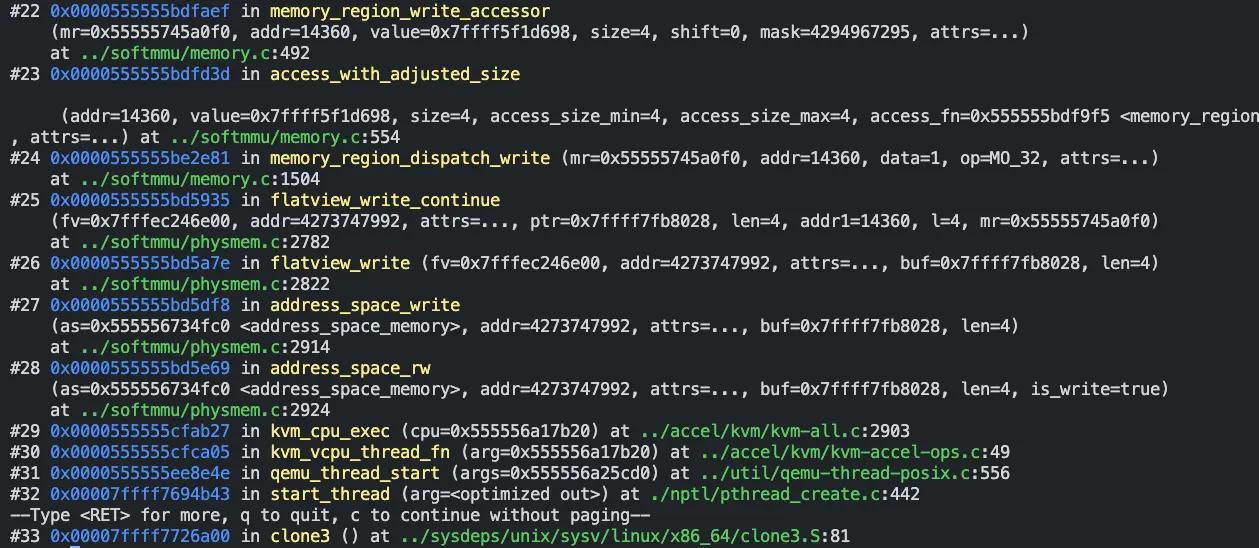 #22 0x0000555555bdfaef in memory_region_write_accessor
(mr=0x55555745a0f0, addr=14360, value=0x7ffff5f1d698, size=4, shift=0, mask=4294967295, attrs=...)
at ../softmmu/memory.c:492
#23 0x0000555555bdfd3d in access_with_adjusted_size
(addr=14360, value=0x7ffff5f1d698, size=4, access_size_min=4, access_size_max=4, access_fn=0x555555bdf9f5 <memory_region
, attrs=...) at ../softmmu/memory.c:554
#24 0x0000555555be2e81 in memory_region_dispatch_write (mr=0x55555745a0f0, addr=14360, data=1, op=MO_32, attrs=...)
at ../softmmu/memory.c:1504
#25 0x0000555555bd5935 in flatview_write_continue
(fv=0x7fffec246e00, addr=4273747992, attrs=..., ptr=0x7ffff7fb8028, len=4, addr1=14360, l=4, mr=0x55555745a0f0)
at ../softmmu/physmem.c:2782
#26 0x0000555555bd5a7e in flatview_write (fv=0x7fffec246e00, addr=4273747992, attrs=..., buf=0x7ffff7fb8028, len=4)
at ../softmmu/physmem.c:2822
#27 0x0000555555bd5df8 in address_space_write
(as=0x555556734fc0 <address_space_memory>, addr=4273747992, attrs=..., buf=0x7ffff7fb8028, len=4)
at ../softmmu/physmem.c:2914
#28 0x0000555555bd5e69 in address_space_rw
(as=0x555556734fc0 <address_space_memory>, addr=4273747992, attrs=..., buf=0x7ffff7fb8028, len=4, is_write=true)
at ../softmmu/physmem.c:2924
#29 0x0000555555cfab27 in kvm_cpu_exec (cpu=0x555556a17b20) at ../accel/kvm/kvm-all.c:2903
#30 0x0000555555cfca05 in kvm_vcpu_thread_fn (arg=0x555556a17b20) at ../accel/kvm/kvm-accel-ops.c:49
#31 0x0000555555ee8e4e in qemu_thread_start (args=0x555556a25cd0) at ../util/qemu-thread-posix.c:556
#32 0x00007ffff7694b43 in start_thread (arg=<optimized out>) at ./nptl/pthread_create.c:442
--Type <RET> for more, q to quit, c to continue without paging--
#33 0x00007ffff7726a00 in clone3 () at ../sysdeps/unix/sysv/linux/x86_64/clone3.S:81